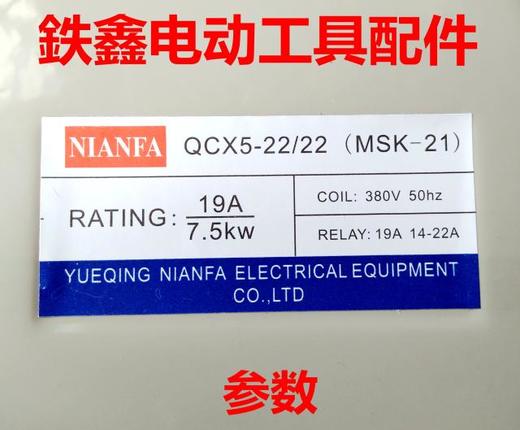 鉄鑫电动工具配件
NIANFA QCX5-22/22 (MSK-21)
RATING: 19A
7.5kw
COIL: 380V 50hz
RELAY: 19A 14-22A
YUEQING NIANFA ELECTRICAL EQUIPMENT
CO.,LTD
参数